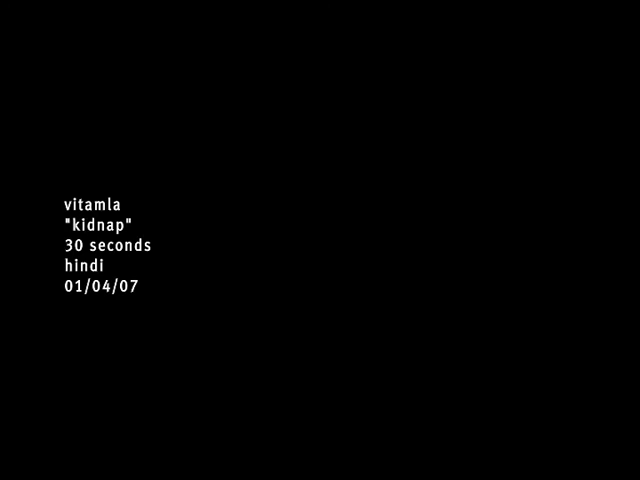 vitamla
"kidnap"
30 seconds
hindi
01/04/07